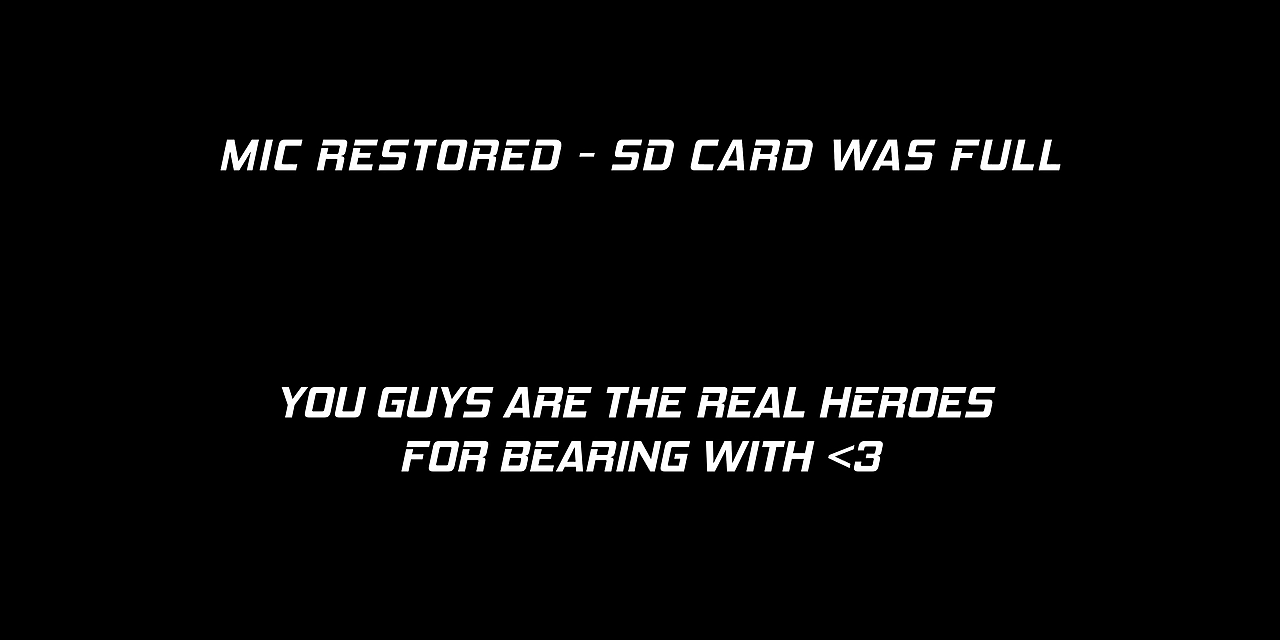 MIC RESTORED - SD CARD WAS FULL
YOU GUYS ARE THE REAL HEROES
FOR BEARING WITH <3